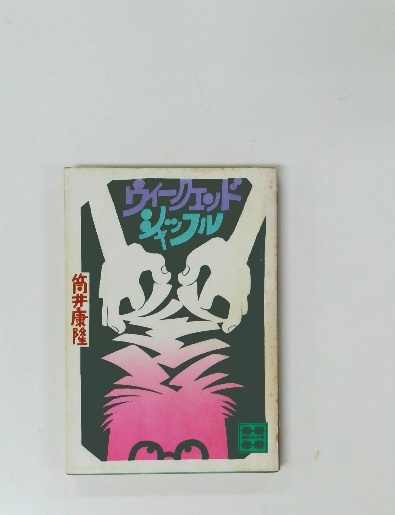 ウィークエンド
シャッフル
筒井康隆